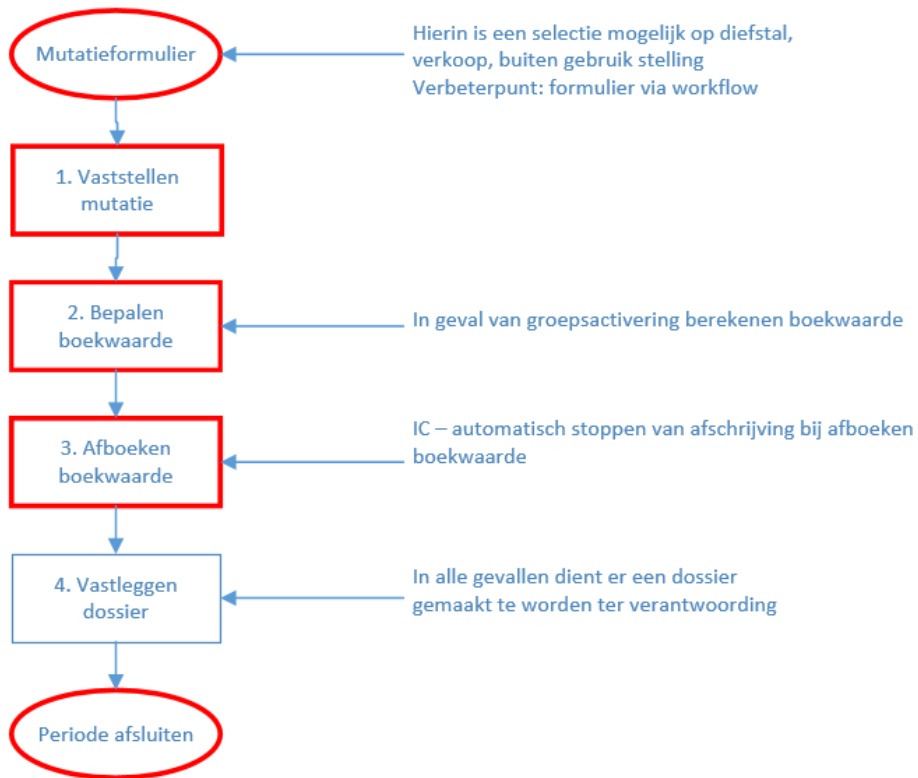 Mutatieformulier
Hierin is een selectie mogelijk op diefstal,
verkoop, buiten gebruik stelling
Verbeterpunt: formulier via workflow
1. Vaststellen
mutatie
2. Bepalen
boekwaarde
In geval van groepsactivering berekenen boekwaarde
3. Afboeken
boekwaarde
IC – automatisch stoppen van afschrijving bij afboeken
boekwaarde
4. Vastleggen
dossier
In alle gevallen dient er een dossier
gemaakt te worden ter verantwoording
Periode afsluiten